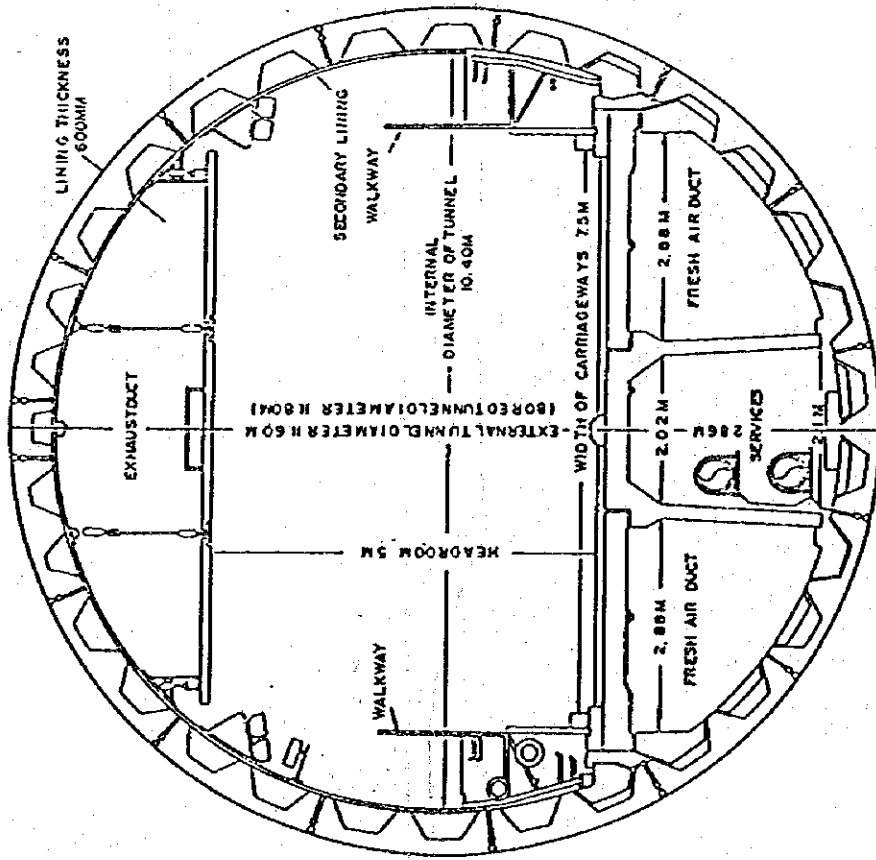 LINING THICKNESS
600MM
EXHAUST DUCT
SECONDARY LINING
WALKWAY
WALKWAY
INTERNAL
DIAMETER OF TUNNEL
10.40M
EXTERNAL TUNNEL DIAMETER 11.60M
(BORED TUNNEL DIAMETER 11.80M)
HEADROOM 5M
WIDTH OF CARRIAGEWAYS 7.5M
2,88M
2.02M
2,88M
FRESH AIR DUCT
SERVICES
FRESH AIR DUCT
2.86M